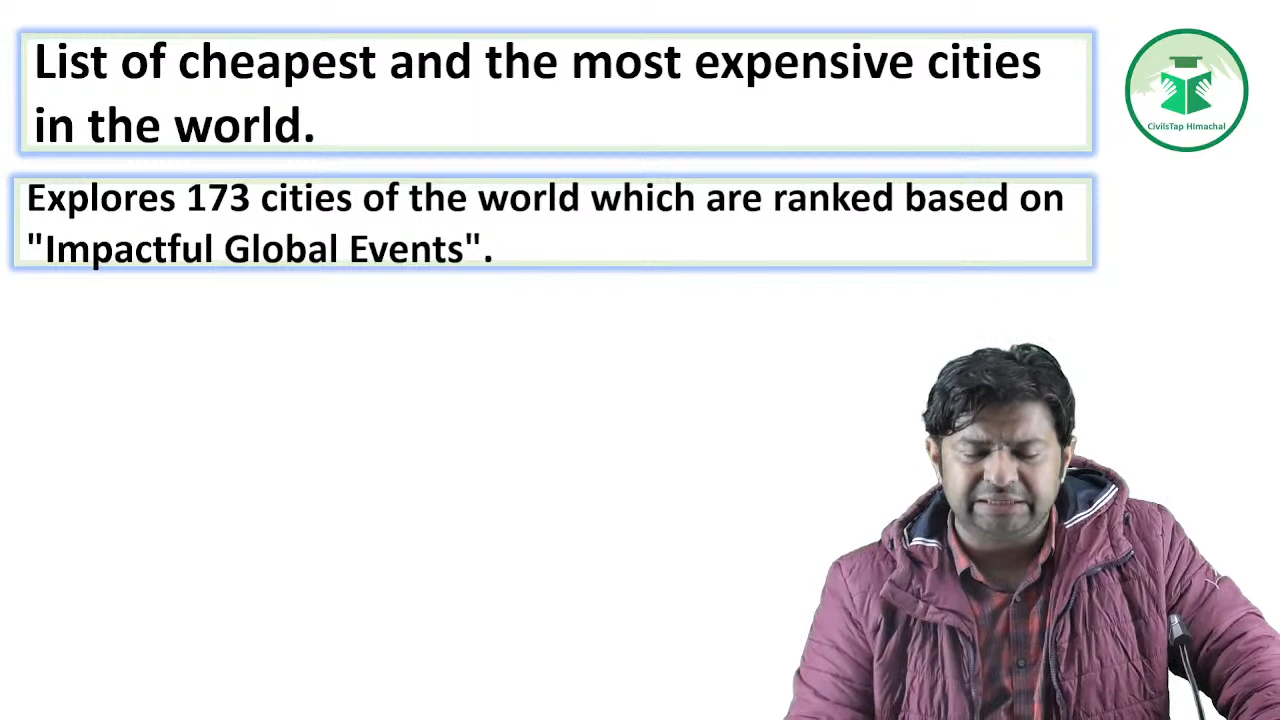 List of cheapest and the most expensive cities
in the world.
CivilsTap HImachal
Explores 173 cities of the world which are ranked based on
"Impactful Global Events".